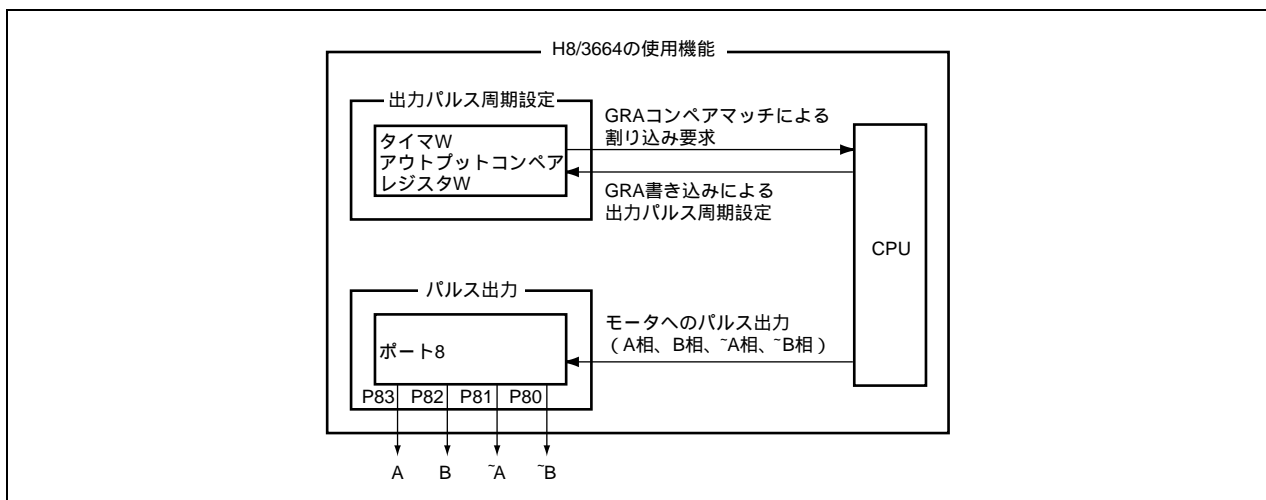 H8/3664の使用機能
出力パルス周期設定
タイマW
アウトプットコンペア
レジスタW
GRAコンペアマッチによる
割り込み要求
GRA書き込みによる
出力パルス周期設定
CPU
パルス出力
ポート8
モータへのパルス出力
(A相、B相、~A相、~B相)
P83 P82 P81 P80
A B ~A ~B